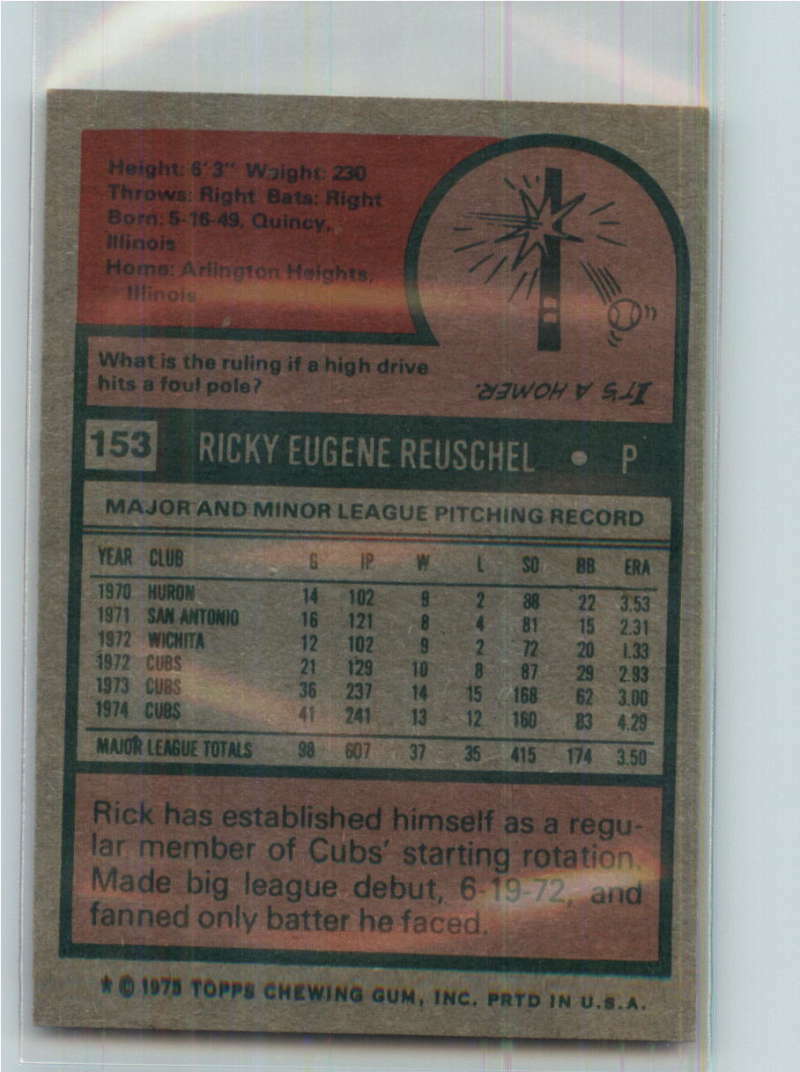 Height: 6'3" Weight: 230
Throws: Right Bats: Right
Born: 5-16-49, Quincy,
Illinois
Home: Arlington Heights,
Illinois
What is the ruling if a high drive
hits a foul pole?
IT'S A HOMER.
153 RICKY EUGENE REUSCHEL • P
MAJOR AND MINOR LEAGUE PITCHING RECORD
YEAR CLUB G IP W L SO BB ERA
1970 HURON 14 102 9 2 88 22 3.53
1971 SAN ANTONIO 16 121 8 4 81 15 2.31
1972 WICHITA 12 102 9 2 72 20 1.33
1972 CUBS 21 129 10 8 87 29 2.93
1973 CUBS 36 237 14 15 168 62 3.00
1974 CUBS 41 241 13 12 160 83 4.29
MAJOR LEAGUE TOTALS 98 607 37 35 415 174 3.50
Rick has established himself as a regu-
lar member of Cubs' starting rotation.
Made big league debut, 6-19-72, and
fanned only batter he faced.
* © 1975 TOPPS CHEWING GUM, INC. PRTD IN U.S.A.